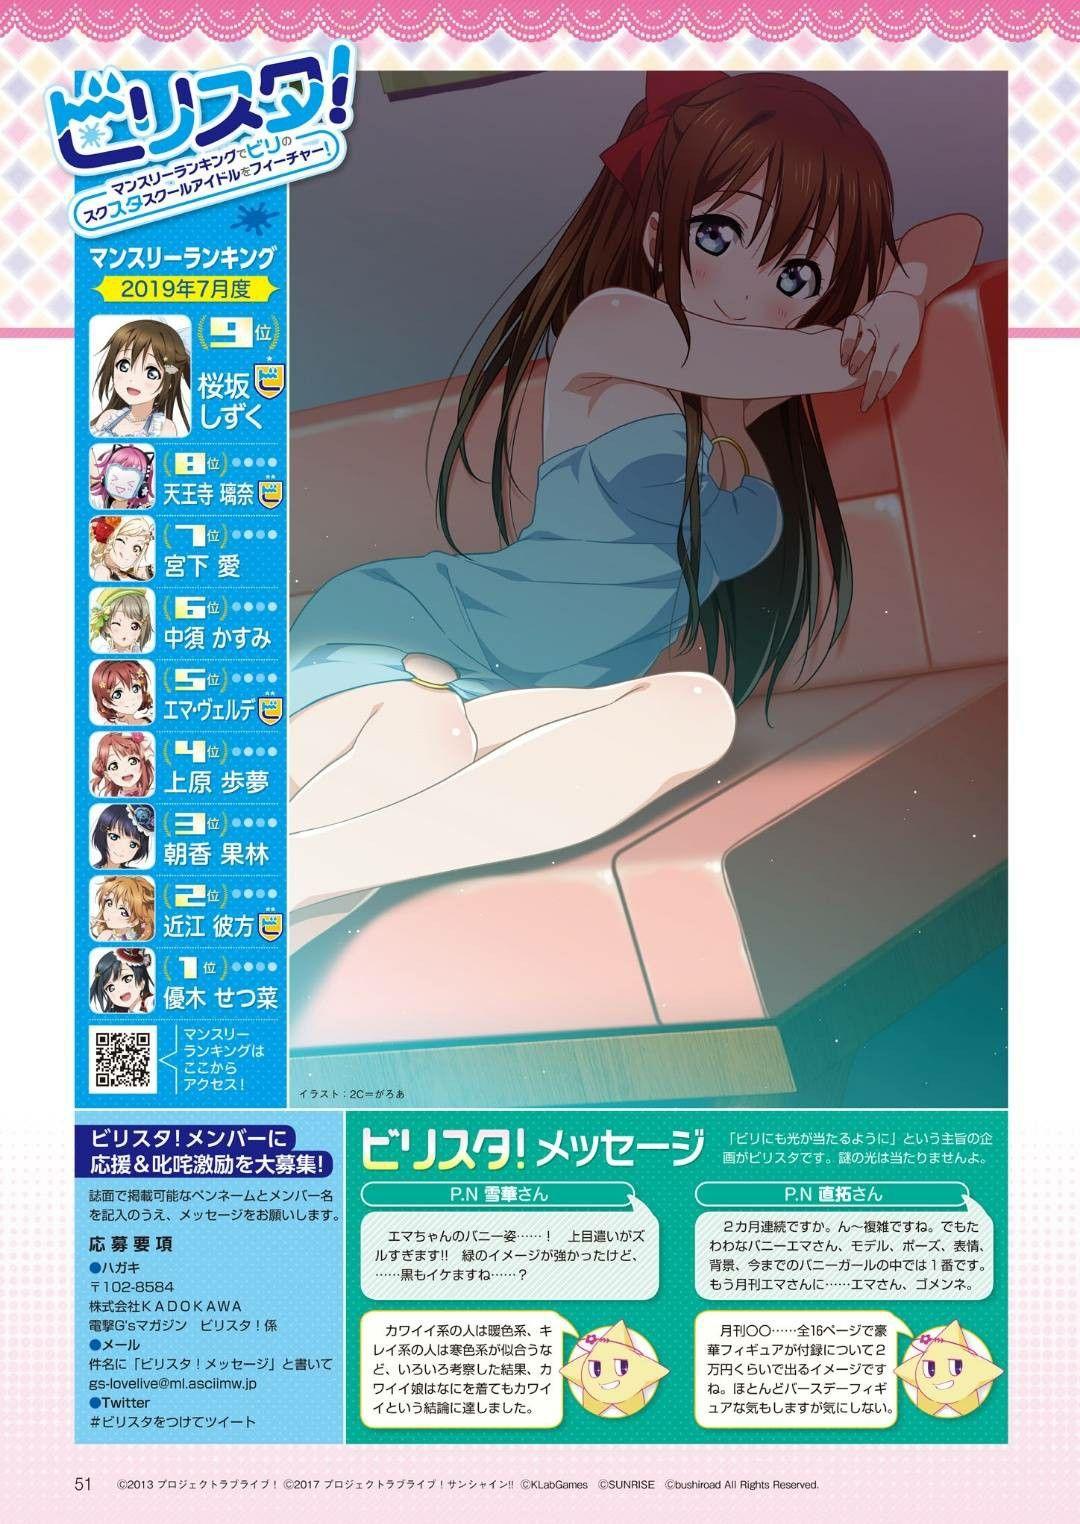 ビリスタ!
マンスリーランキングでビリの
スクスタスクールアイドルをフィーチャー!
マンスリーランキング
2019年7月度
9位
桜坂
しずく
ビ
8位
天王寺 璃奈
ビ
7位
宮下 愛
6位
中須 かすみ
5位
エマ・ヴェルデ
ビ
4位
上原 歩夢
3位
朝香 果林
2位
近江 彼方
ビ
1位
優木 せつ菜
マンスリー
ランキングは
ここから
アクセス!
イラスト:2C=がろあ
ビリスタ!メンバーに
応援&叱咤激励を大募集!
誌面で掲載可能なペンネームとメンバー名
を記入のうえ、メッセージをお願いします。
応募要項
●ハガキ
〒102-8584
株式会社KADOKAWA
電撃G'sマガジン ビリスタ!係
●メール
件名に「ビリスタ!メッセージ」と書いて
gs-lovelive@ml.asciimw.jp
●Twitter
#ビリスタをつけてツイート
ビリスタ!メッセージ
「ビリにも光が当たるように」という主旨の企
画がビリスタです。謎の光は当たりませんよ。
P.N 雪華さん
エマちゃんのバニー姿……! 上目遣いがズ
ルすぎます!! 緑のイメージが強かったけど、
……黒もイケますね……?
カワイイ系の人は暖色系、キ
レイ系の人は寒色系が似合うな
ど、いろいろ考察した結果、カ
ワイイ娘はなにを着てもカワイ
イという結論に達しました。
P.N 直拓さん
2カ月連続ですか。ん〜複雑ですね。でもた
わわなバニーエマさん、モデル、ポーズ、表情、
背景、今までのバニーガールの中では1番です。
もう月刊エマさんに……エマさん、ゴメンネ。
月刊○○……全16ページで豪
華フィギュアが付録について2
万円くらいで出るイメージです
ね。ほとんどバースデーフィギ
ュアな気もしますが気にしない。
51
©2013 プロジェクトラブライブ! ©2017 プロジェクトラブライブ!サンシャイン!! ©KLabGames ©SUNRISE ©bushiroad All Rights Reserved.